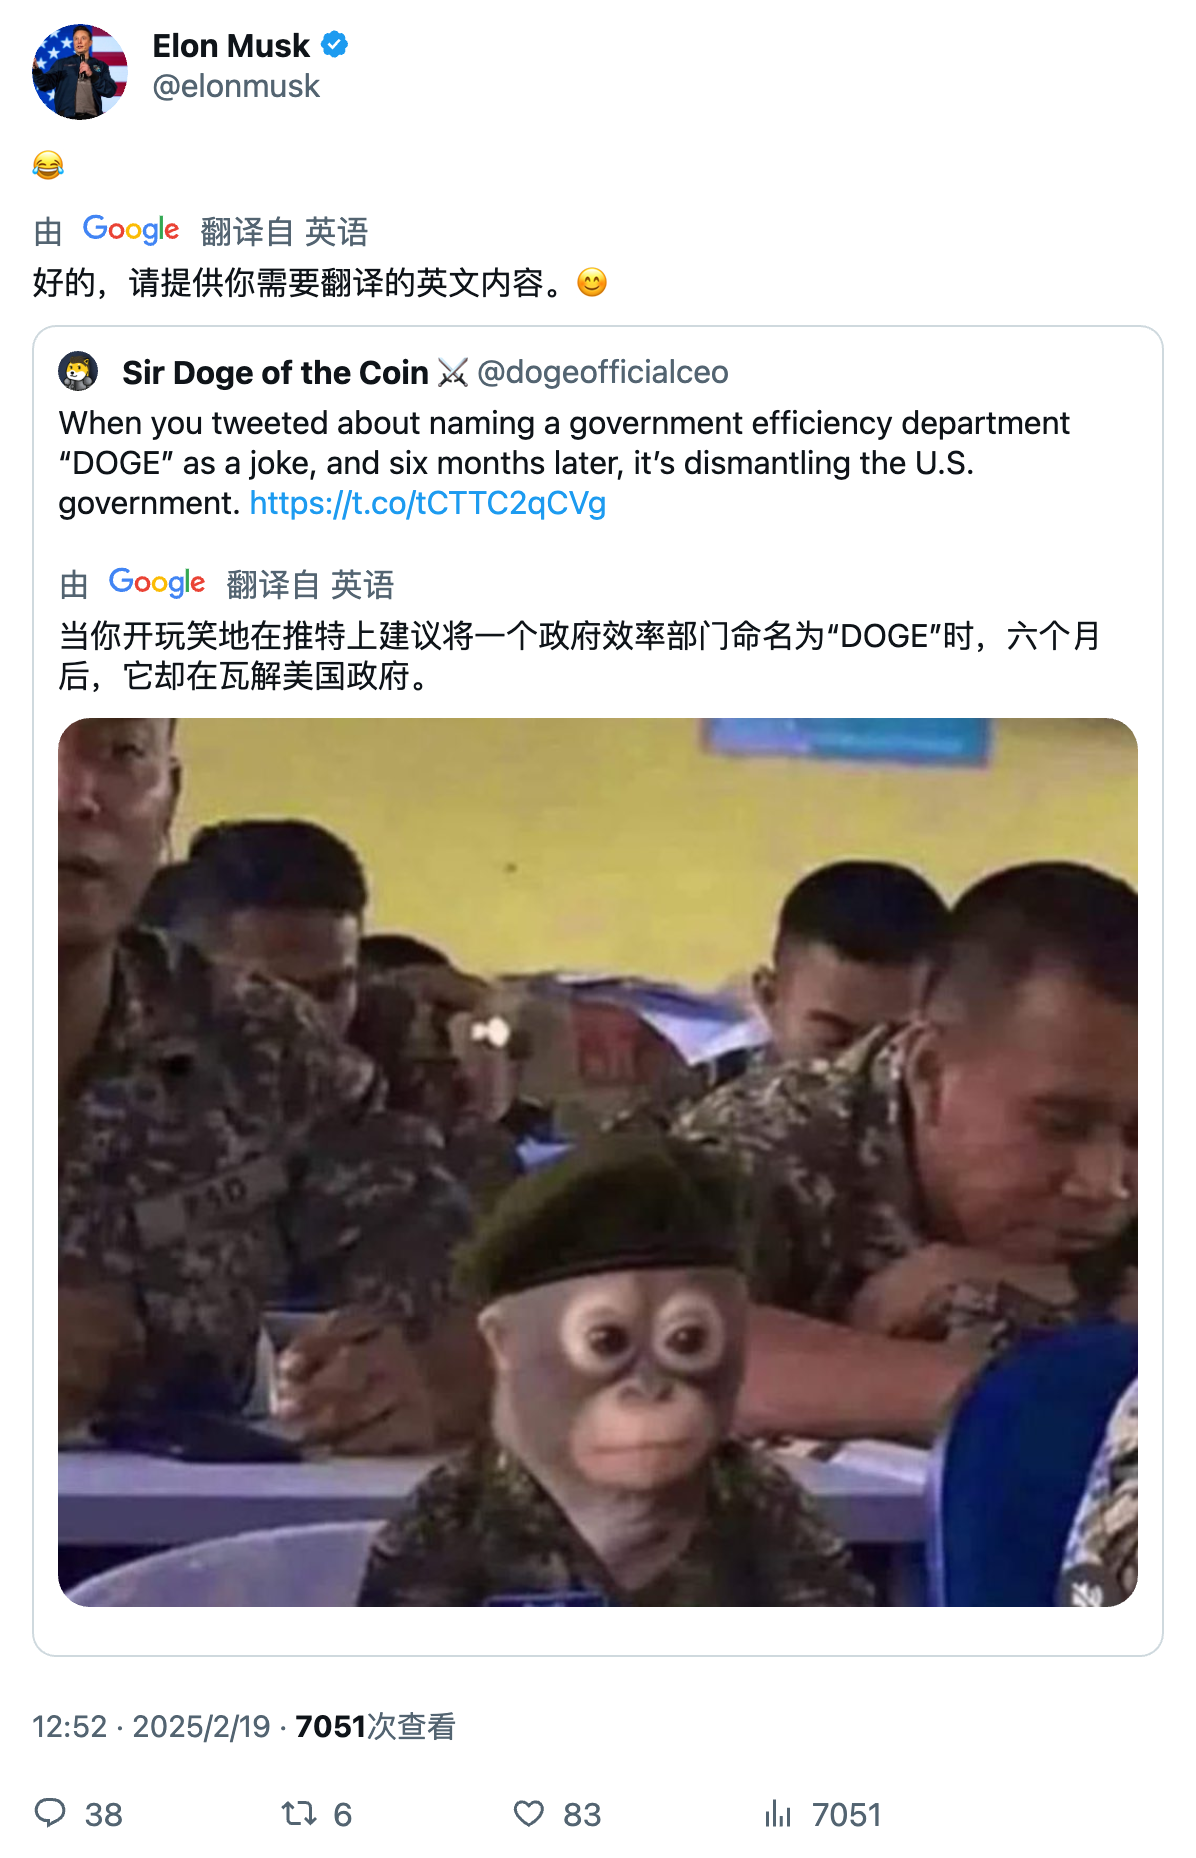 Elon Musk
@elonmusk
😂
由 Google 翻译自 英语
好的，请提供你需要翻译的英文内容。😊
Sir Doge of the Coin ⚔ @dogeofficialceo
When you tweeted about naming a government efficiency department
“DOGE” as a joke, and six months later, it’s dismantling the U.S.
government. https://t.co/tCTTC2qCVg
由 Google 翻译自 英语
当你开玩笑地在推特上建议将一个政府效率部门命名为“DOGE”时，六个月
后，它却在瓦解美国政府。
12:52 · 2025/2/19 · 7051次查看
38 6 83 7051